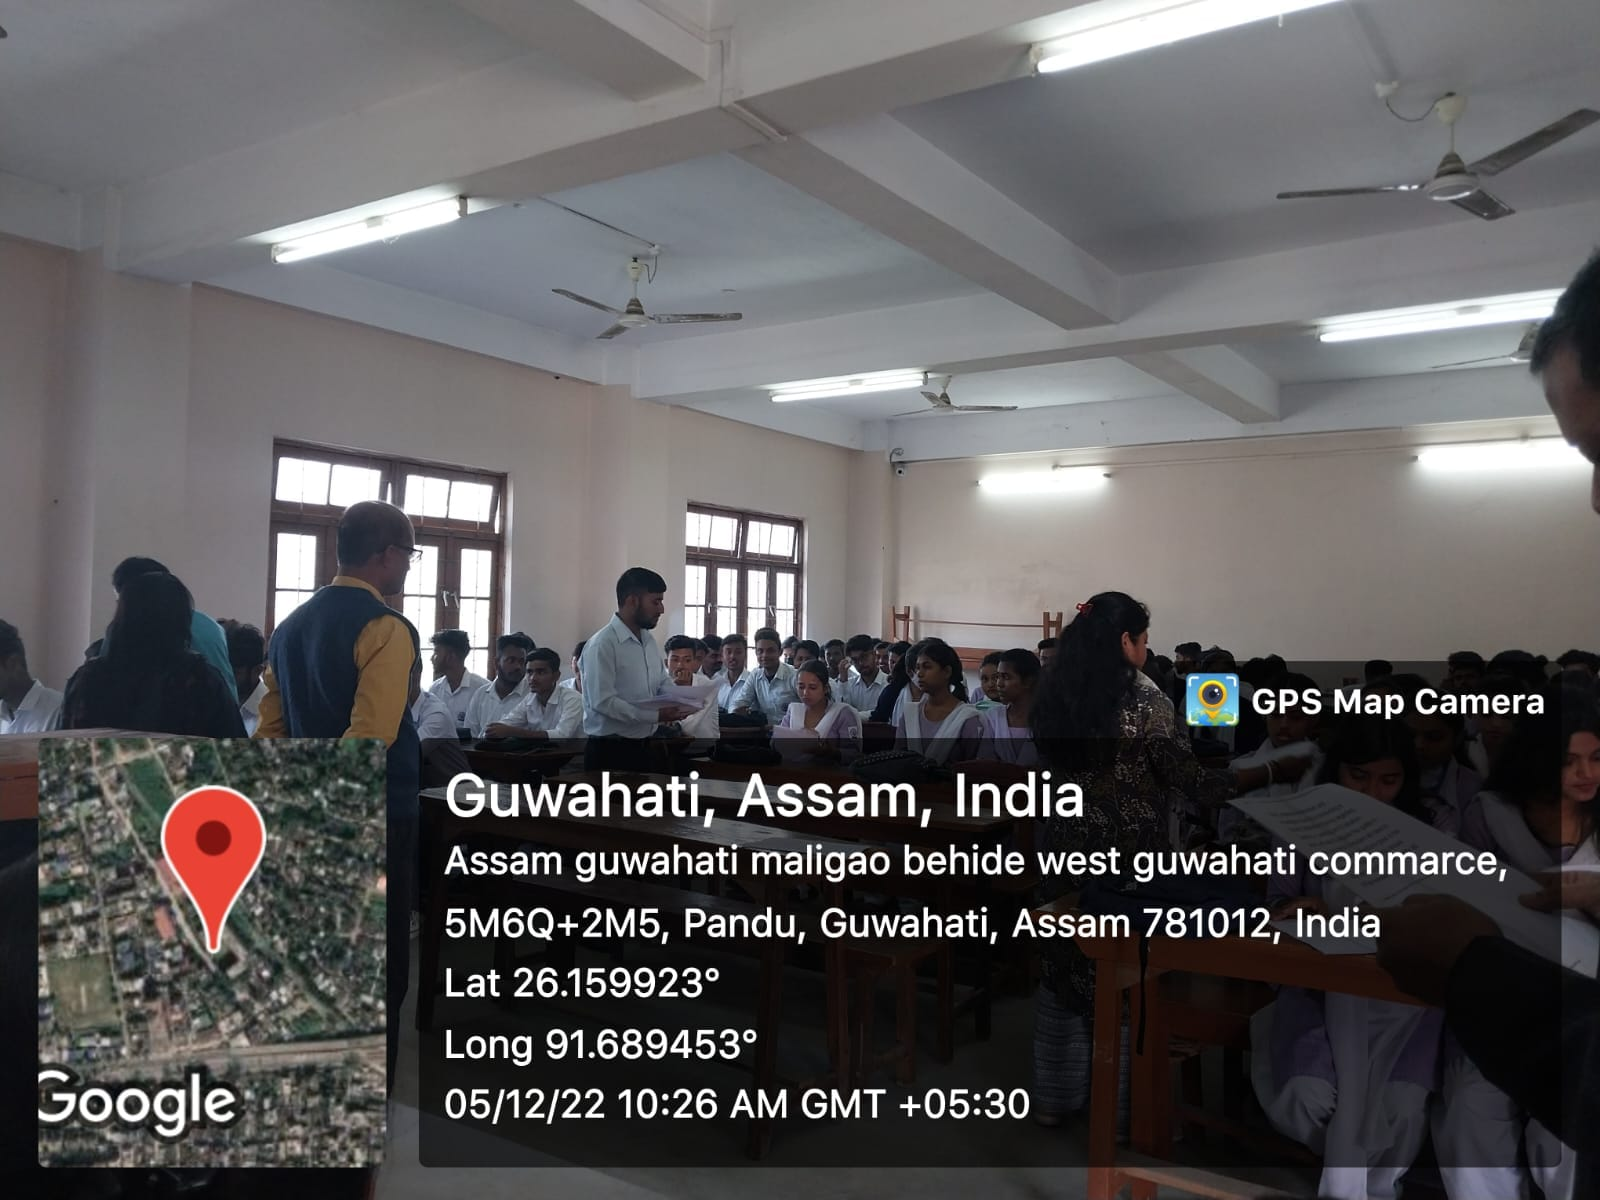 GPS Map Camera
Guwahati, Assam, India
Assam guwahati maligao behide west guwahati commarce,
5M6Q+2M5, Pandu, Guwahati, Assam 781012, India
Lat 26.159923°
Long 91.689453°
05/12/22 10:26 AM GMT +05:30
Google